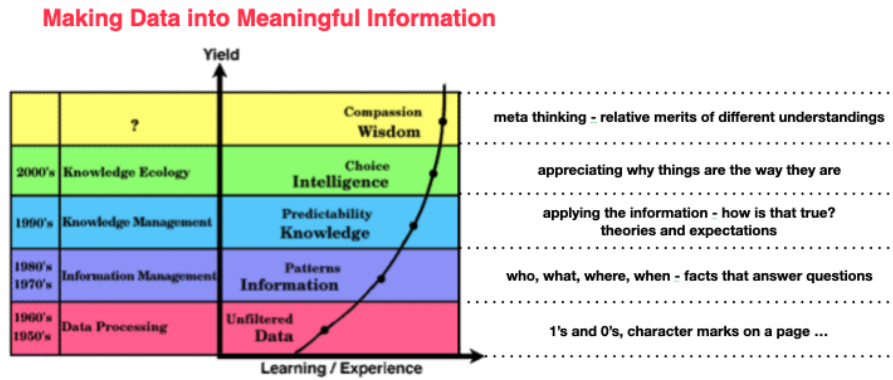 Making Data into Meaningful Information
Yield
?
Compassion
Wisdom
meta thinking - relative merits of different understandings
2000's
Knowledge Ecology
Choice
Intelligence
appreciating why things are the way they are
1990's
Knowledge Management
Predictability
Knowledge
applying the information - how is that true?
theories and expectations
1980's
1970's
Information Management
Patterns
Information
who, what, where, when - facts that answer questions
1960's
1950's
Data Processing
Unfiltered
Data
1's and 0's, character marks on a page ...
Learning / Experience